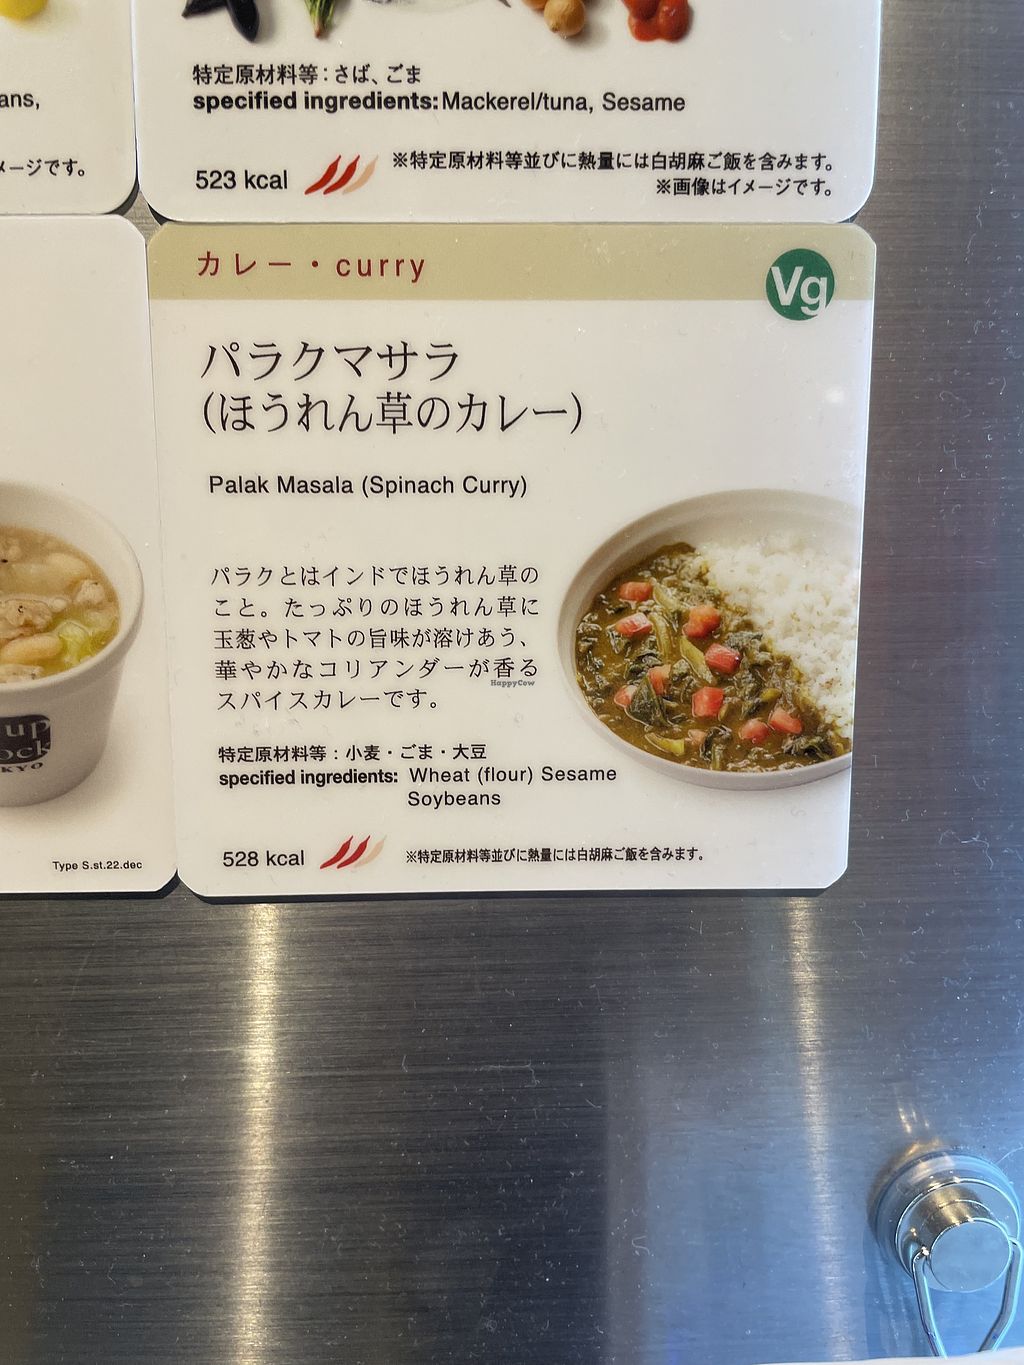 特定原材料等：さば、ごま
specified ingredients: Mackerel/tuna, Sesame
ans,
523 kcal
※特定原材料等並びに熱量には白胡麻ご飯を含みます。
※画像はイメージです。
メージです。
カレー・curry
Vg
パラクマサラ
(ほうれん草のカレー)
Palak Masala (Spinach Curry)
パラクとはインドでほうれん草の
こと。たっぷりのほうれん草に
玉葱やトマトの旨味が溶けあう、
華やかなコリアンダーが香る
スパイスカレーです。
HappyCow
特定原材料等：小麦・ごま・大豆
specified ingredients: Wheat (flour) Sesame
Soybeans
528 kcal
※特定原材料等並びに熱量には白胡麻ご飯を含みます。
up
ock
KYO
Type S.st.22.dec